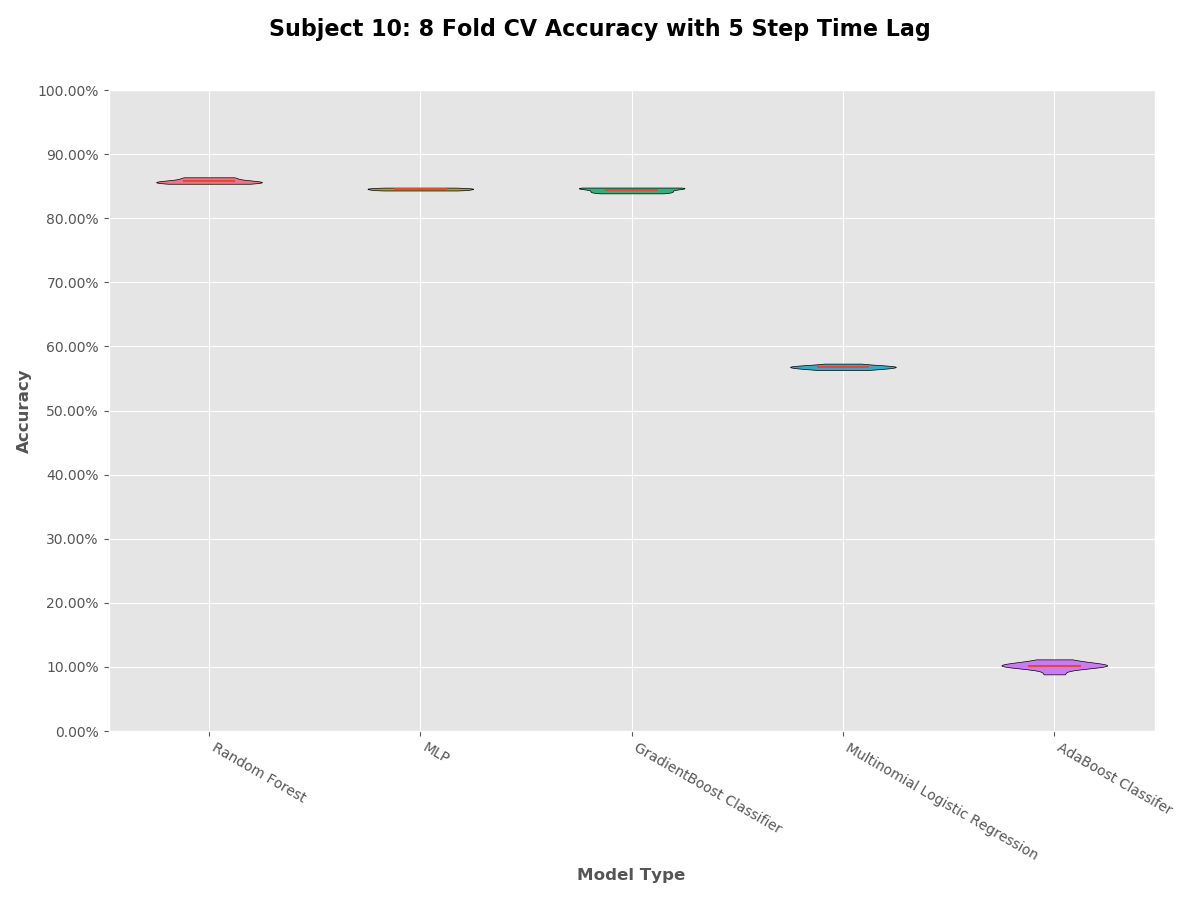 Subject 10: 8 Fold CV Accuracy with 5 Step Time Lag
100.00%
90.00%
80.00%
70.00%
60.00%
50.00%
40.00%
30.00%
20.00%
10.00%
0.00%
Accuracy
Random Forest
MLP
GradientBoost Classifier
Multinomial Logistic Regression
AdaBoost Classifer
Model Type